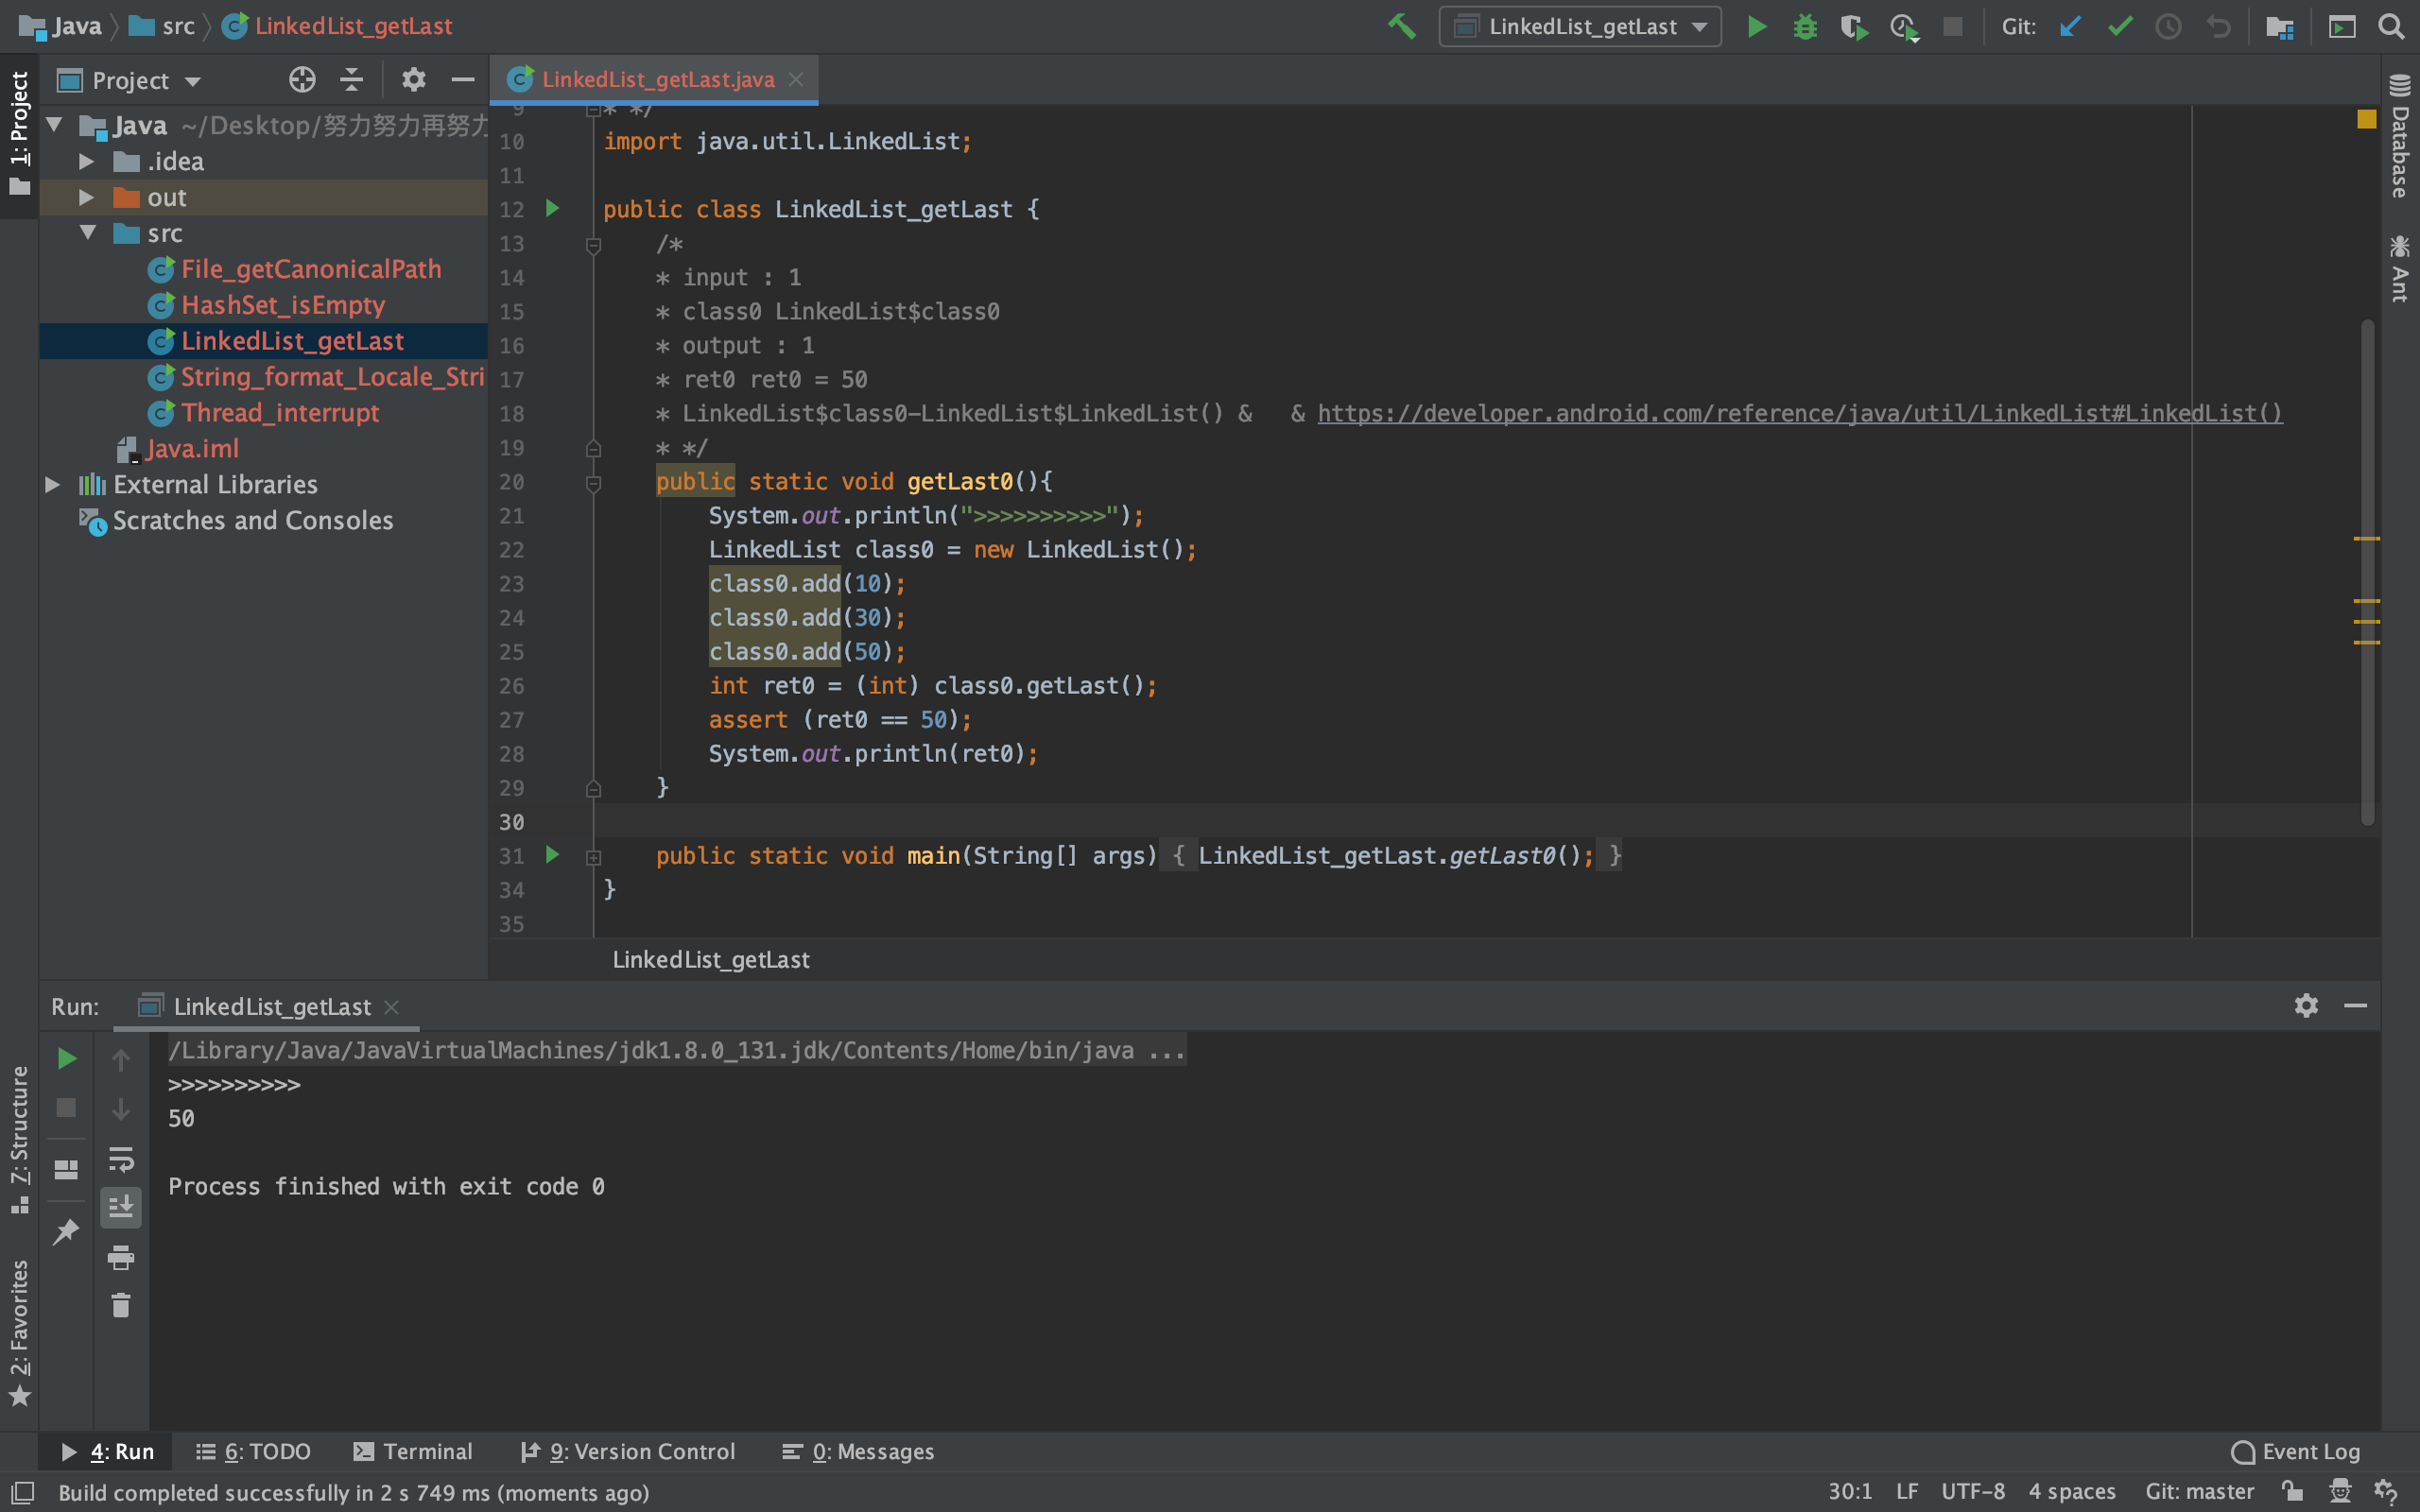 Java src LinkedList_getLast
LinkedList_getLast Git:
1: Project
Project
LinkedList_getLast.java
Java ~/Desktop/努力努力再努力
.idea
out
src
File_getCanonicalPath
HashSet_isEmpty
LinkedList_getLast
String_format_Locale_Stri
Thread_interrupt
Java.iml
External Libraries
Scratches and Consoles
9 * */
10 import java.util.LinkedList;
11
12 public class LinkedList_getLast {
13 /*
14 * input : 1
15 * class0 LinkedList$class0
16 * output : 1
17 * ret0 ret0 = 50
18 * LinkedList$class0-LinkedList$LinkedList() & & https://developer.android.com/reference/java/util/LinkedList#LinkedList()
19 * */
20 public static void getLast0(){
21 System.out.println(">>>>>>>>>>");
22 LinkedList class0 = new LinkedList();
23 class0.add(10);
24 class0.add(30);
25 class0.add(50);
26 int ret0 = (int) class0.getLast();
27 assert (ret0 == 50);
28 System.out.println(ret0);
29 }
30
31 public static void main(String[] args) { LinkedList_getLast.getLast0(); }
34 }
35
LinkedList_getLast
Database
Ant
Run: LinkedList_getLast
/Library/Java/JavaVirtualMachines/jdk1.8.0_131.jdk/Contents/Home/bin/java ...
>>>>>>>>>>
50
Process finished with exit code 0
7: Structure
2: Favorites
4: Run 6: TODO Terminal 9: Version Control 0: Messages Event Log
Build completed successfully in 2 s 749 ms (moments ago) 30:1 LF UTF-8 4 spaces Git: master